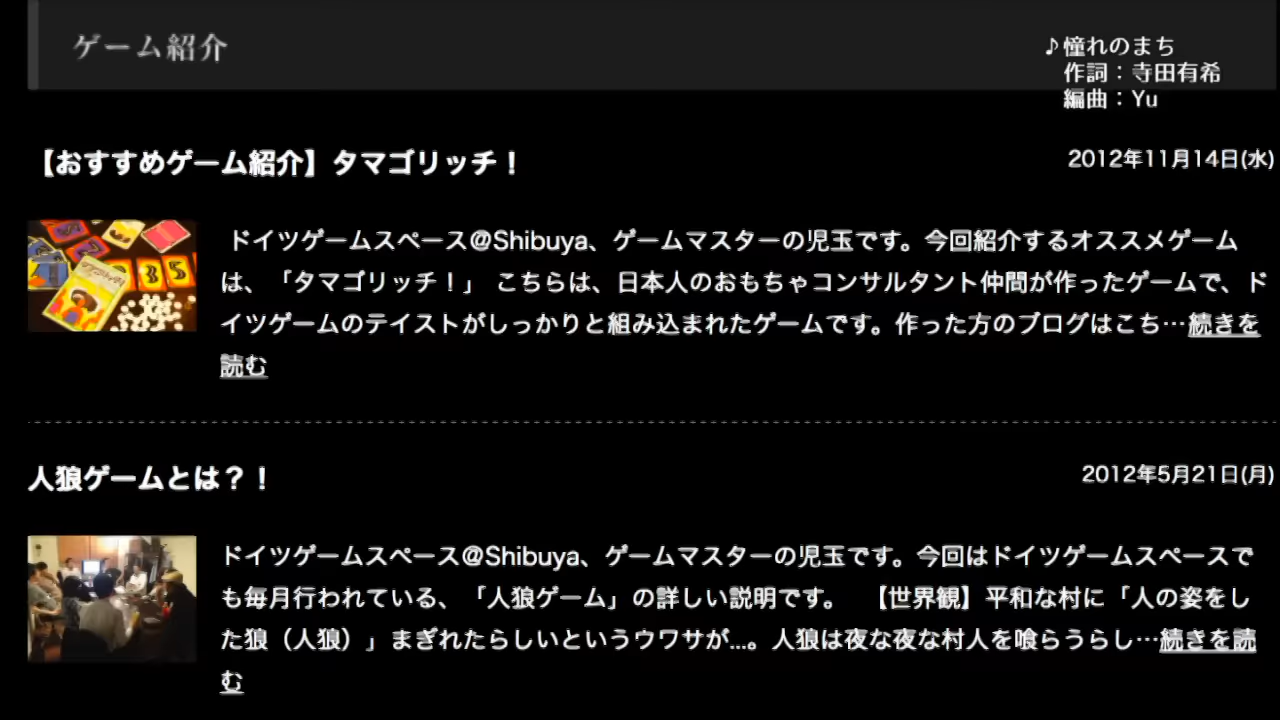 ゲーム紹介
♪憧れのまち
作詞：寺田有希
編曲：Yu
【おすすめゲーム紹介】タマゴリッチ！
2012年11月14日(水)
ドイツゲームスペース@Shibuya、ゲームマスターの児玉です。今回紹介するオススメゲーム
は、「タマゴリッチ！」 こちらは、日本人のおもちゃコンサルタント仲間が作ったゲームで、ド
イツゲームのテイストがしっかりと組み込まれたゲームです。作った方のブログはこち…続きを
読む
人狼ゲームとは？！
2012年5月21日(月)
ドイツゲームスペース@Shibuya、ゲームマスターの児玉です。今回はドイツゲームスペースで
も毎月行われている、「人狼ゲーム」の詳しい説明です。　【世界観】平和な村に「人の姿をし
た狼（人狼）」まぎれたらしいというウワサが...。人狼は夜な夜な村人を喰らうらし…続きを読
む